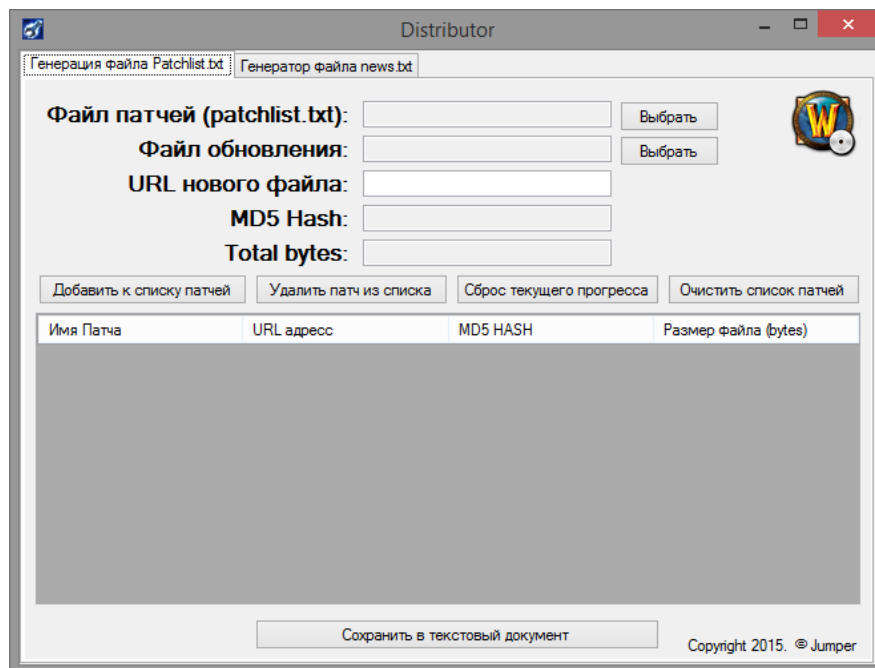 Distributor
Генерация файла Patchlist.txt
Генератор файла news.txt
Файл патчей (patchlist.txt):
Выбрать
Файл обновления:
Выбрать
URL нового файла:
MD5 Hash:
Total bytes:
Добавить к списку патчей
Удалить патч из списка
Сброс текущего прогресса
Очистить список патчей
Имя Патча
URL адресс
MD5 HASH
Размер файла (bytes)
Сохранить в текстовый документ
Copyright 2015. © Jumper
W